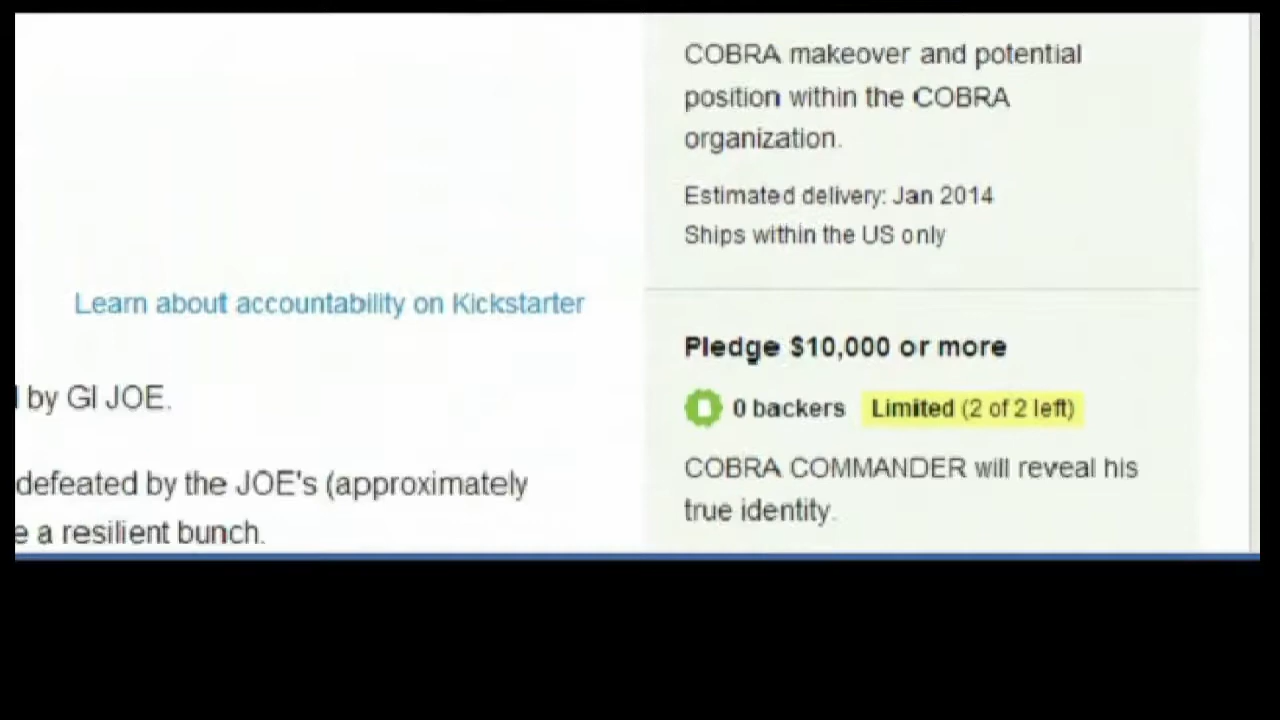 COBRA makeover and potential
position within the COBRA
organization.
Estimated delivery: Jan 2014
Ships within the US only
Learn about accountability on Kickstarter
Pledge $10,000 or more
by GI JOE.
0 backers Limited (2 of 2 left)
COBRA COMMANDER will reveal his
defeated by the JOE's (approximately
true identity.
e a resilient bunch.